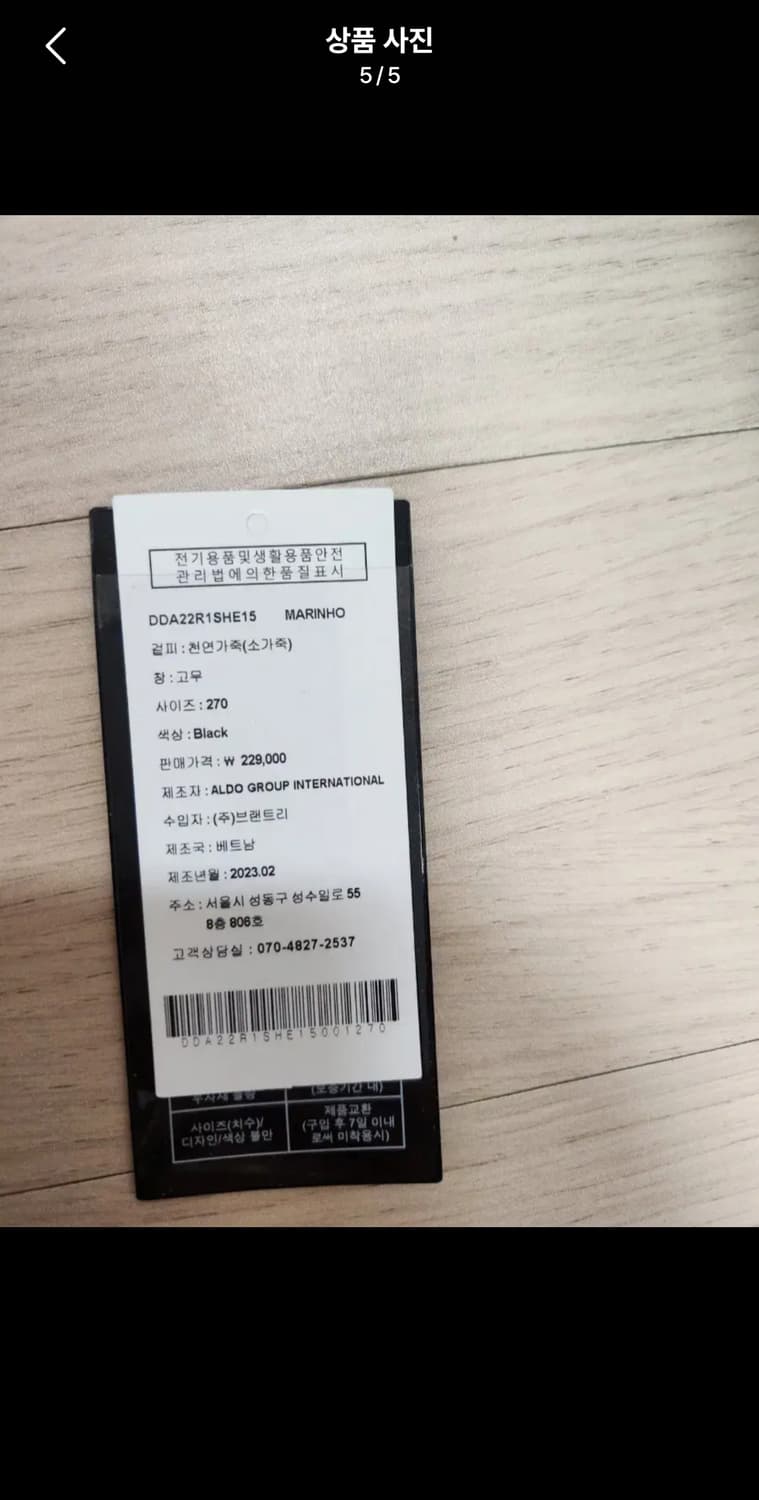 상품 사진
5/5
전기용품및생활용품안전
관리법에의한품질표시
DDA22R1SHE15 MARINHO
겉피 : 천연가죽(소가죽)
창 : 고무
사이즈 : 270
색상 : Black
판매가격 : ₩ 229,000
제조자 : ALDO GROUP INTERNATIONAL
수입자 : (주)브랜트리
제조국 : 베트남
제조년월 : 2023.02
주소 : 서울시 성동구 성수일로 55
8층 806호
고객상담실 : 070-4827-2537
DDA22R1SHE15001270
(보증기간 내)
사이즈(치수)/
디자인/색상 불만
제품교환
(구입 후 7일 이내
로써 미착용시)